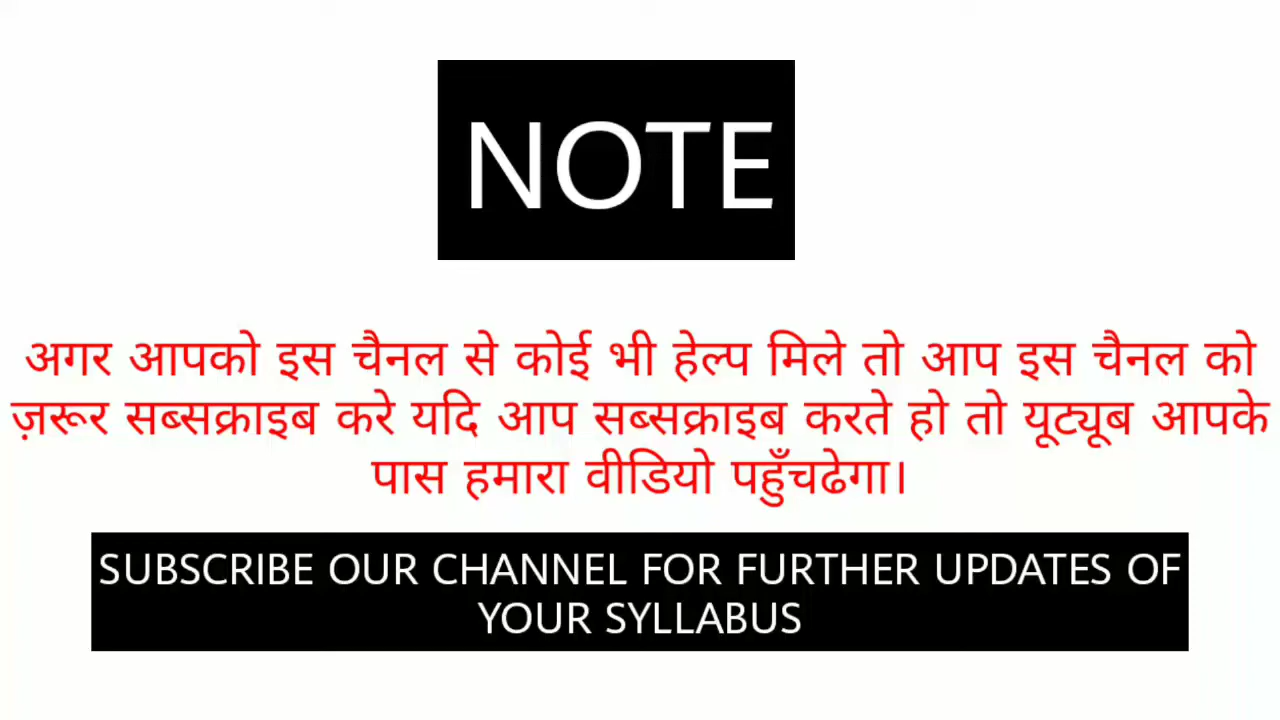 NOTE
अगर आपको इस चैनल से कोई भी हेल्प मिले तो आप इस चैनल को
ज़रूर सब्सक्राइब करे यदि आप सब्सक्राइब करते हो तो यूट्यूब आपके
पास हमारा वीडियो पहुँचढेगा।
SUBSCRIBE OUR CHANNEL FOR FURTHER UPDATES OF
YOUR SYLLABUS